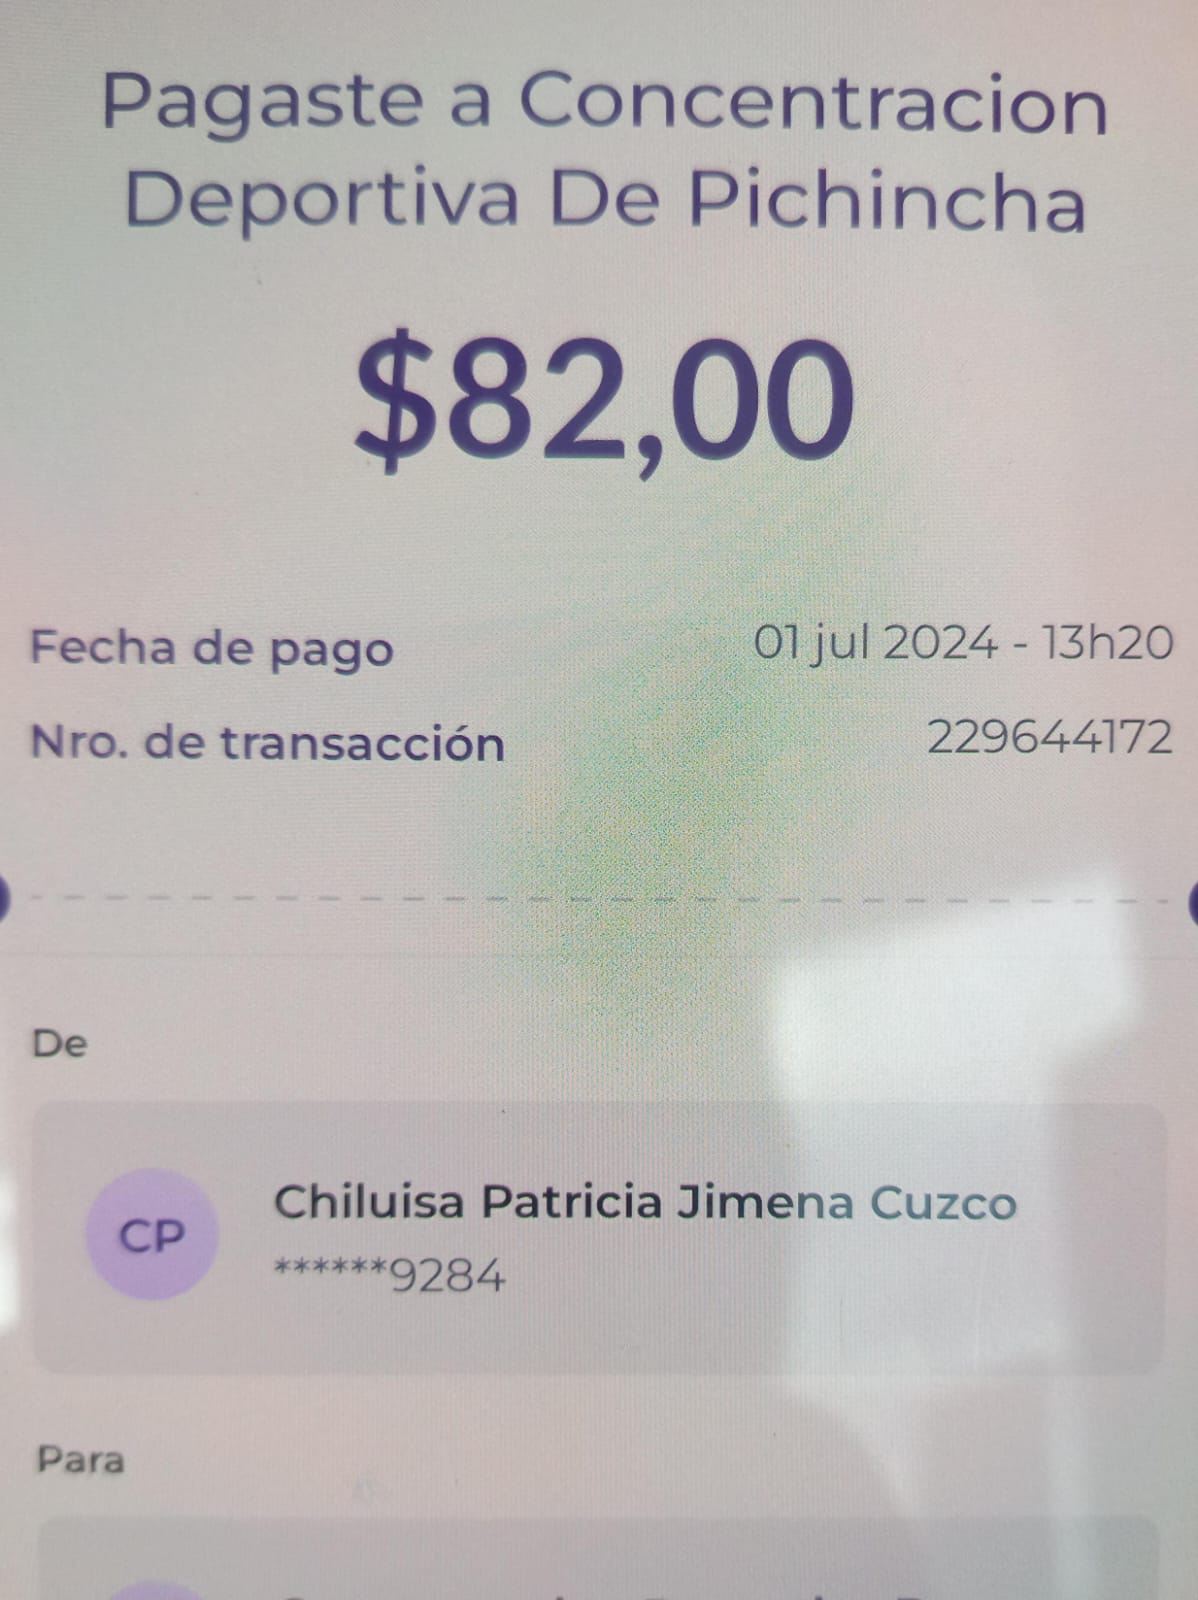 Pagaste a Concentracion
Deportiva De Pichincha
$82,00
Fecha de pago 01 jul 2024 - 13h20
Nro. de transacción 229644172
De
CP
Chiluisa Patricia Jimena Cuzco
******9284
Para